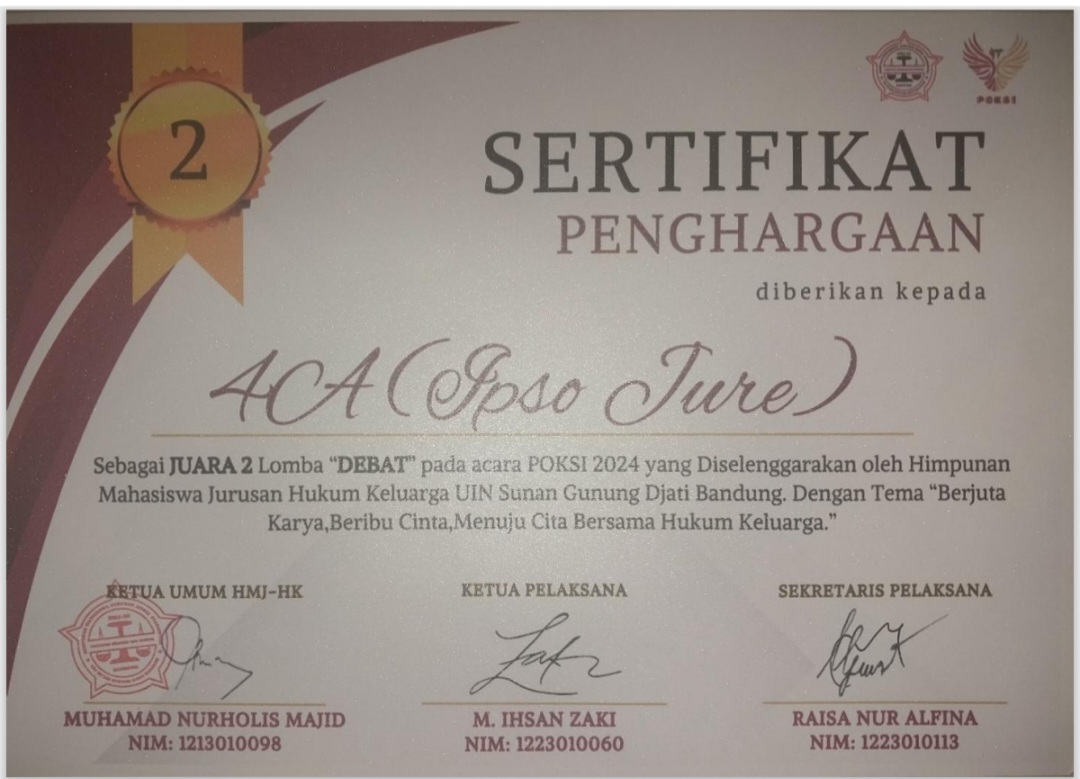 2
POKSI
SERTIFIKAT
PENGHARGAAN
diberikan kepada
4A (Ipso Jure)
Sebagai JUARA 2 Lomba “DEBAT” pada acara POKSI 2024 yang Diselenggarakan oleh Himpunan
Mahasiswa Jurusan Hukum Keluarga UIN Sunan Gunung Djati Bandung. Dengan Tema “Berjuta
Karya,Beribu Cinta,Menuju Cita Bersama Hukum Keluarga.”
KETUA UMUM HMJ-HK
MUHAMAD NURHOLIS MAJID
NIM: 1213010098
KETUA PELAKSANA
M. IHSAN ZAKI
NIM: 1223010060
SEKRETARIS PELAKSANA
RAISA NUR ALFINA
NIM: 1223010113